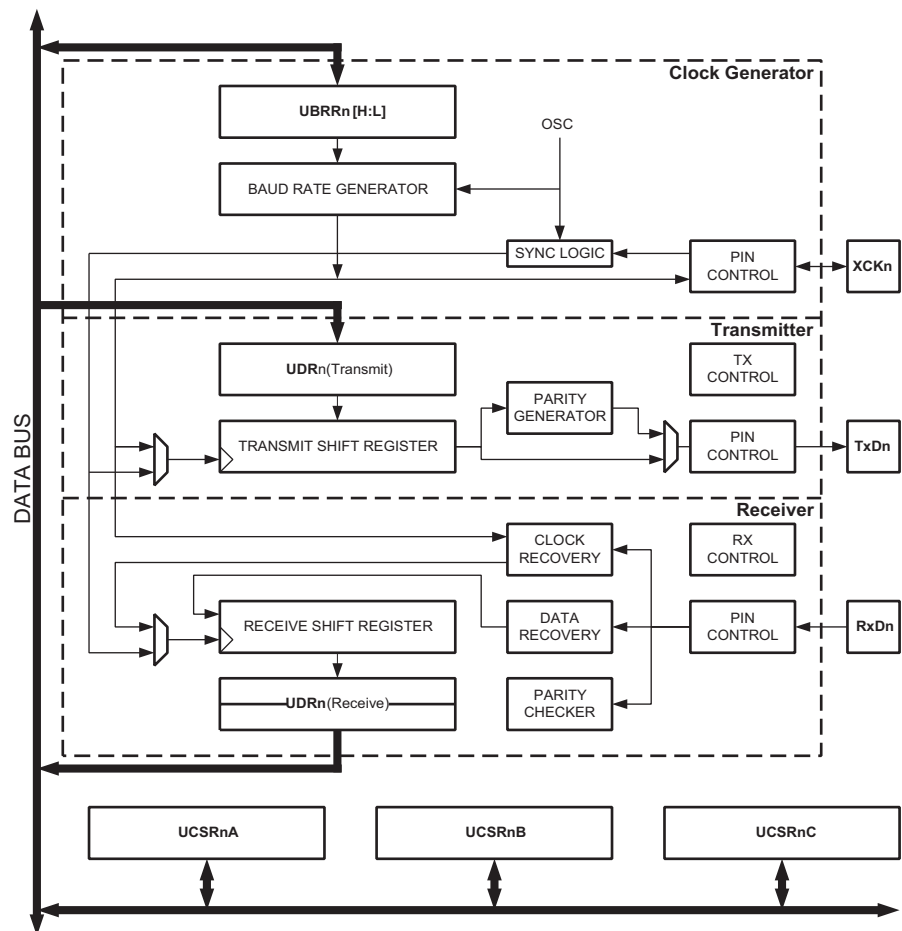 Clock Generator
UBRRn [H:L]
OSC
BAUD RATE GENERATOR
SYNC LOGIC
PIN
CONTROL
XCKn
Transmitter
UDRn(Transmit)
TX
CONTROL
PARITY
GENERATOR
TRANSMIT SHIFT REGISTER
PIN
CONTROL
TxDn
DATA BUS
Receiver
CLOCK
RECOVERY
RX
CONTROL
RECEIVE SHIFT REGISTER
DATA
RECOVERY
PIN
CONTROL
RxDn
UDRn(Receive)
PARITY
CHECKER
UCSRnA
UCSRnB
UCSRnC